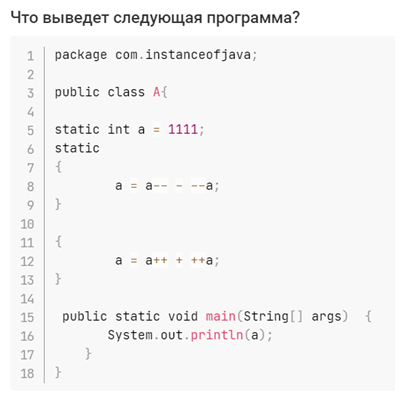 Что выведет следующая программа?
1 package com.instanceofjava;
2
3 public class A{
4
5 static int a = 1111;
6 static
7 {
8         a = a-- - --a;
9 }
10
11 {
12         a = a++ + ++a;
13 }
14
15  public static void main(String[] args)  {
16        System.out.println(a);
17     }
18 }